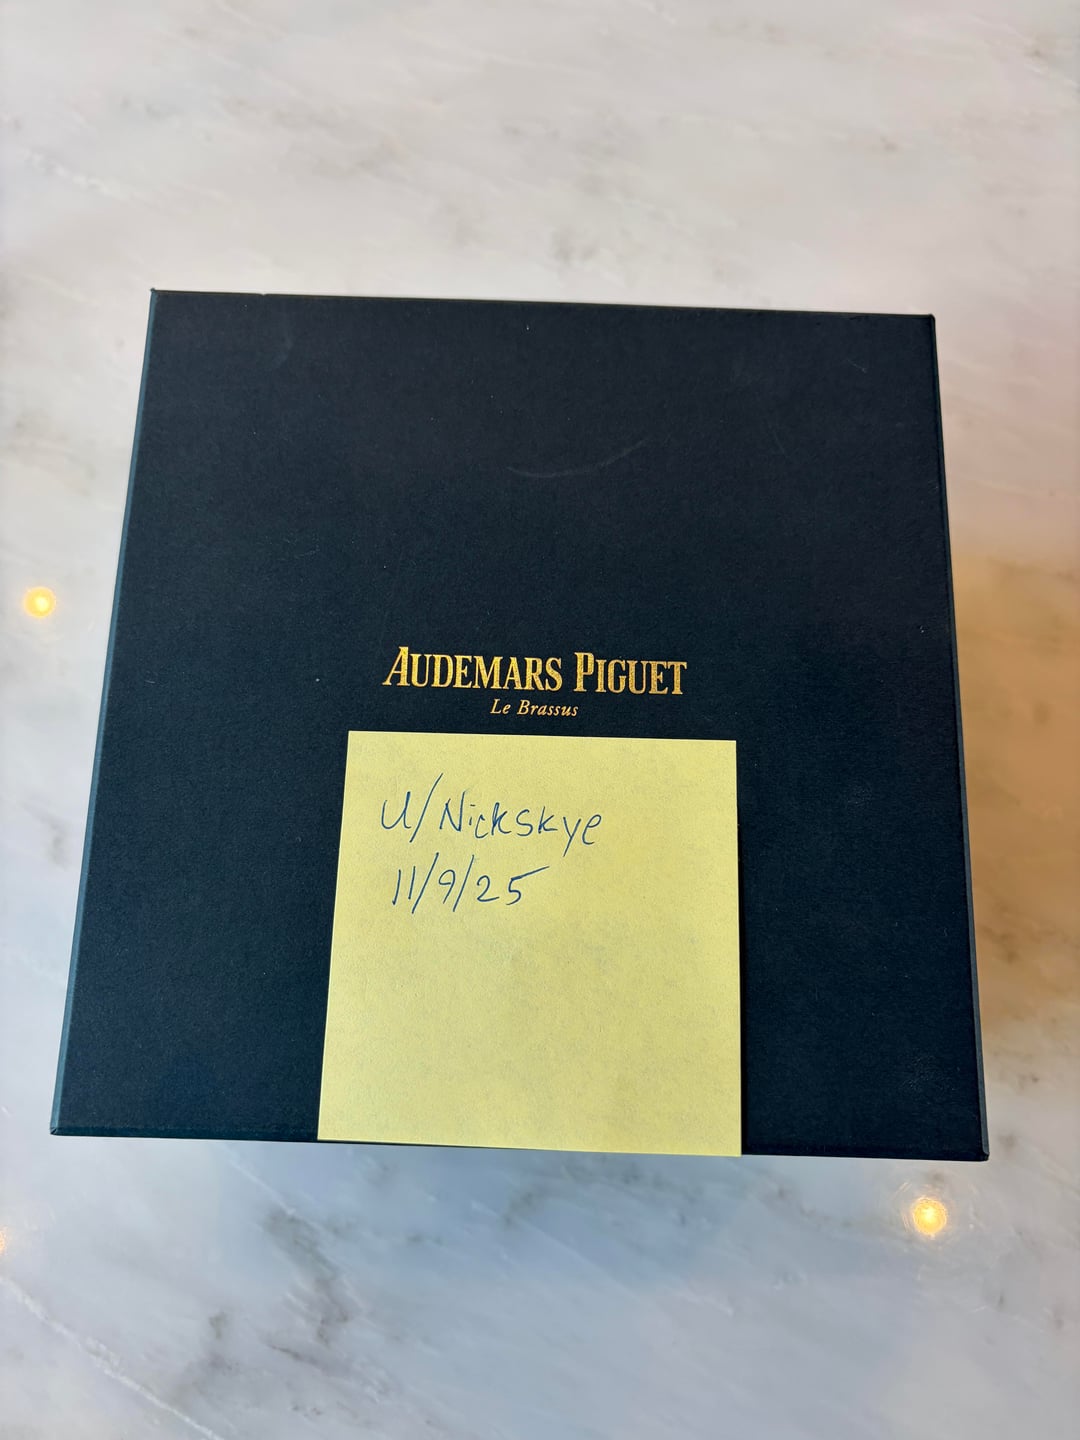 AUDEMARS PIGUET
Le Brassus
u/Nickskye
11/9/25